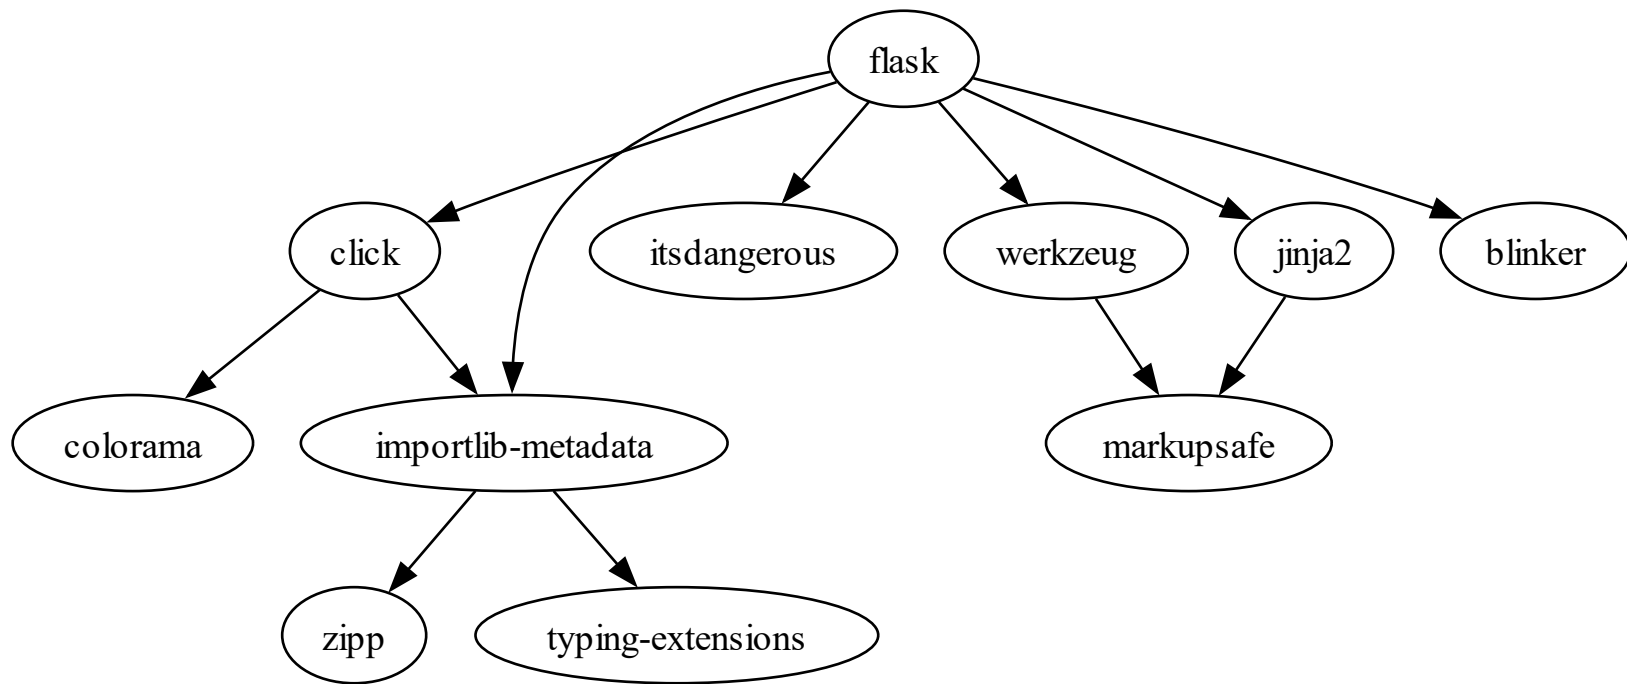 flask
click
itsdangerous
werkzeug
jinja2
blinker
colorama
importlib-metadata
markupsafe
zipp
typing-extensions